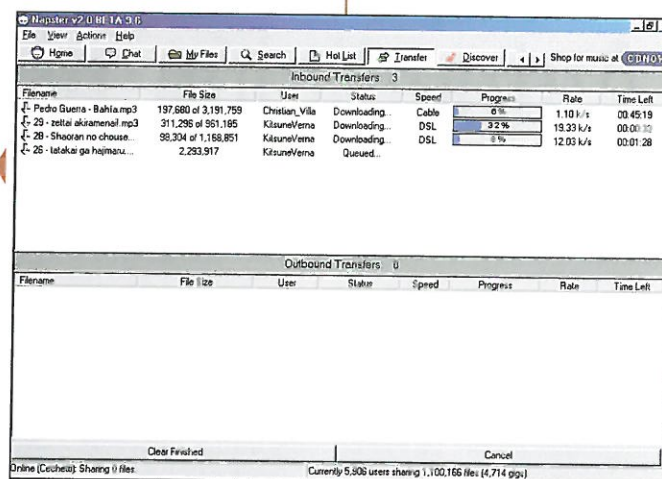 Napster v2.0 BETA 9.6
File View Actions Help
Home Chat My Files Search Hot List Transfer Discover Shop for music at CDNOW
Inbound Transfers 3
Filename File Size User Status Speed Progress Rate Time Left
Pedro Guerra - Bahía.mp3 197,680 of 3,191,759 Christian_Villa Downloading... Cable 6% 1.10 k/s 00:45:19
29 - zettai akiramenai!.mp3 311,296 of 961,185 KitsuneVerna Downloading... DSL 32% 19.33 k/s
28 - Shaoran no chouse... 98,304 of 1,168,851 KitsuneVerna Downloading... DSL 8% 12.03 k/s 00:01:28
26 - tatakai ga hajimaru.... 2,293,917 KitsuneVerna Queued...
Outbound Transfers 0
Filename File Size User Status Speed Progress Rate Time Left
Clear Finished Cancel
Online (Cechetti): Sharing 0 files. Currently 5,906 users sharing 1,100,166 files (4,714 gigs)